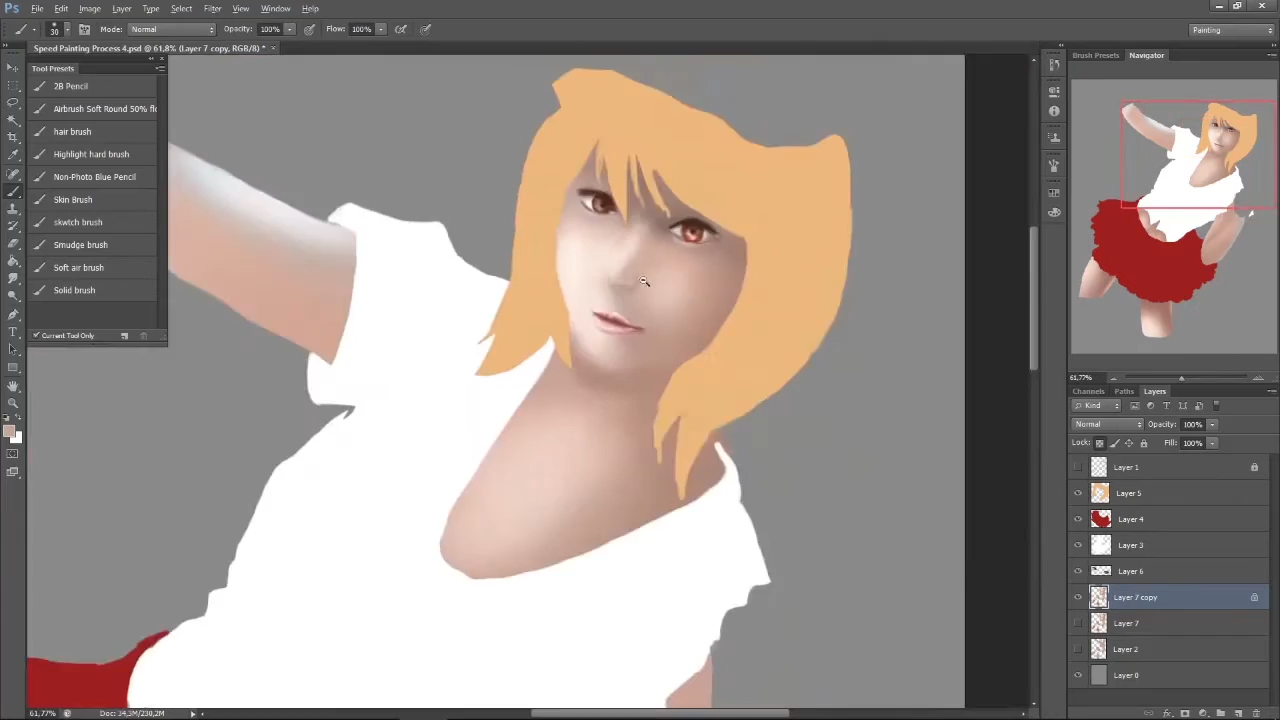 Ps File Edit Image Layer Type Select Filter View Window Help
30 Mode: Normal Opacity: 100% Flow: 100% Painting
Speed Painting Process 4.psd @ 61,8% (Layer 7 copy, RGB/8) *
Tool Presets
2B Pencil
Airbrush Soft Round 50% flo
hair brush
Highlight hard brush
Non-Photo Blue Pencil
Skin Brush
skwtch brush
Smudge brush
Soft air brush
Solid brush
Current Tool Only
Brush Presets Navigator
61,77%
Channels Paths Layers
Kind
Normal Opacity: 100%
Lock: Fill: 100%
Layer 1
Layer 5
Layer 4
Layer 3
Layer 6
Layer 7 copy
Layer 7
Layer 2
Layer 0
61,77% Doc: 34,3M/230,2M